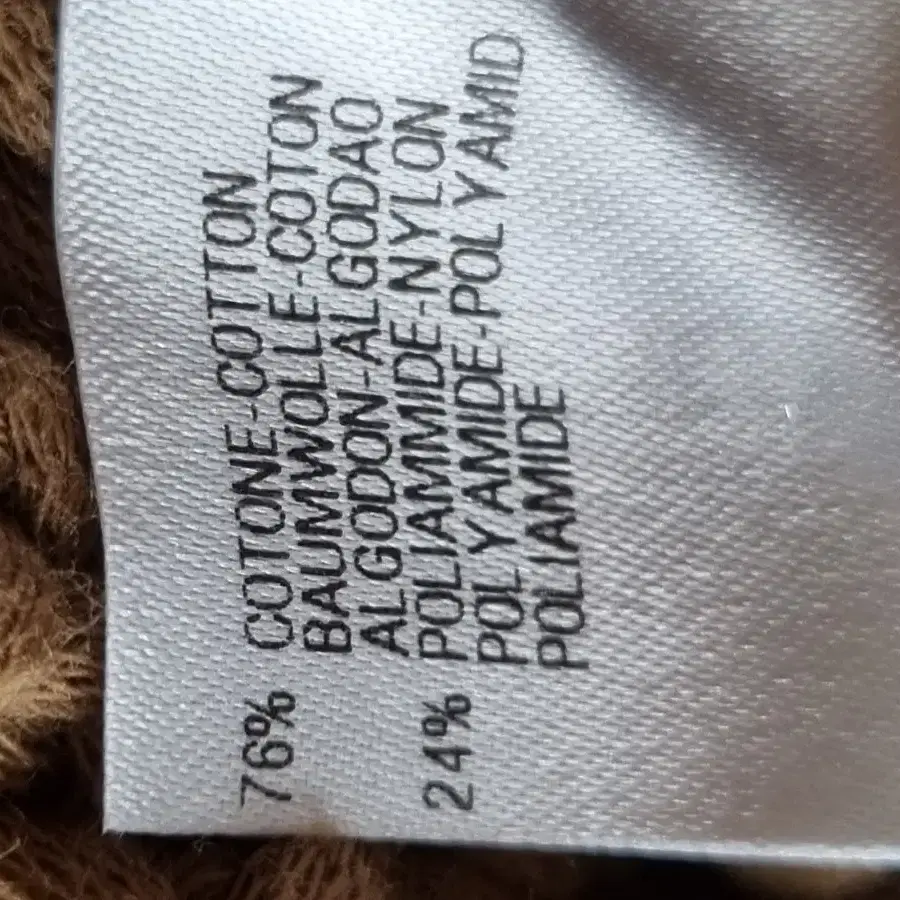 76% COTONE-COTTON
BAUMWOLLE-COTON
ALGODON-ALGODAO
24% POLIAMMIDE-NYLON
POLYAMIDE-POLYAMID
POLIAMIDE